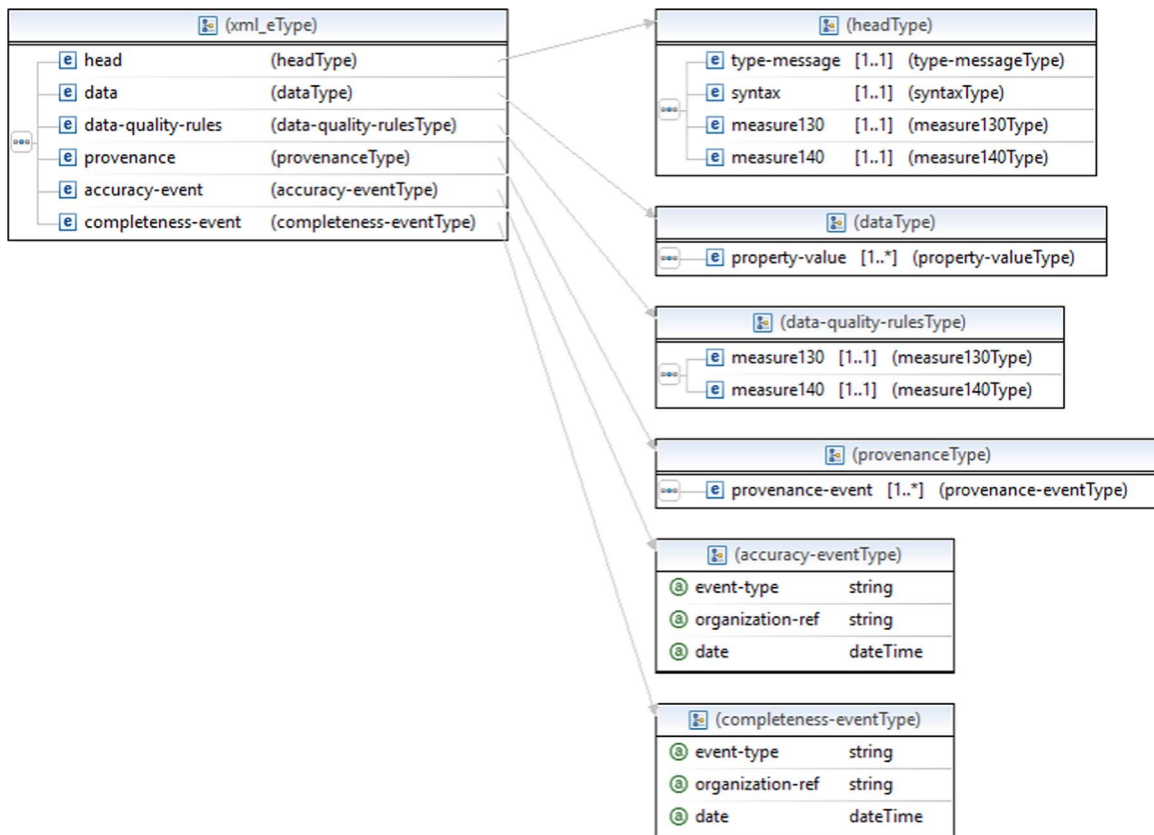 (xml_eType)
e head (headType)
e data (dataType)
e data-quality-rules (data-quality-rulesType)
e provenance (provenanceType)
e accuracy-event (accuracy-eventType)
e completeness-event (completeness-eventType)
(headType)
e type-message [1..1] (type-messageType)
e syntax [1..1] (syntaxType)
e measure130 [1..1] (measure130Type)
e measure140 [1..1] (measure140Type)
(dataType)
e property-value [1..*] (property-valueType)
(data-quality-rulesType)
e measure130 [1..1] (measure130Type)
e measure140 [1..1] (measure140Type)
(provenanceType)
e provenance-event [1..*] (provenance-eventType)
(accuracy-eventType)
a event-type string
a organization-ref string
a date dateTime
(completeness-eventType)
a event-type string
a organization-ref string
a date dateTime